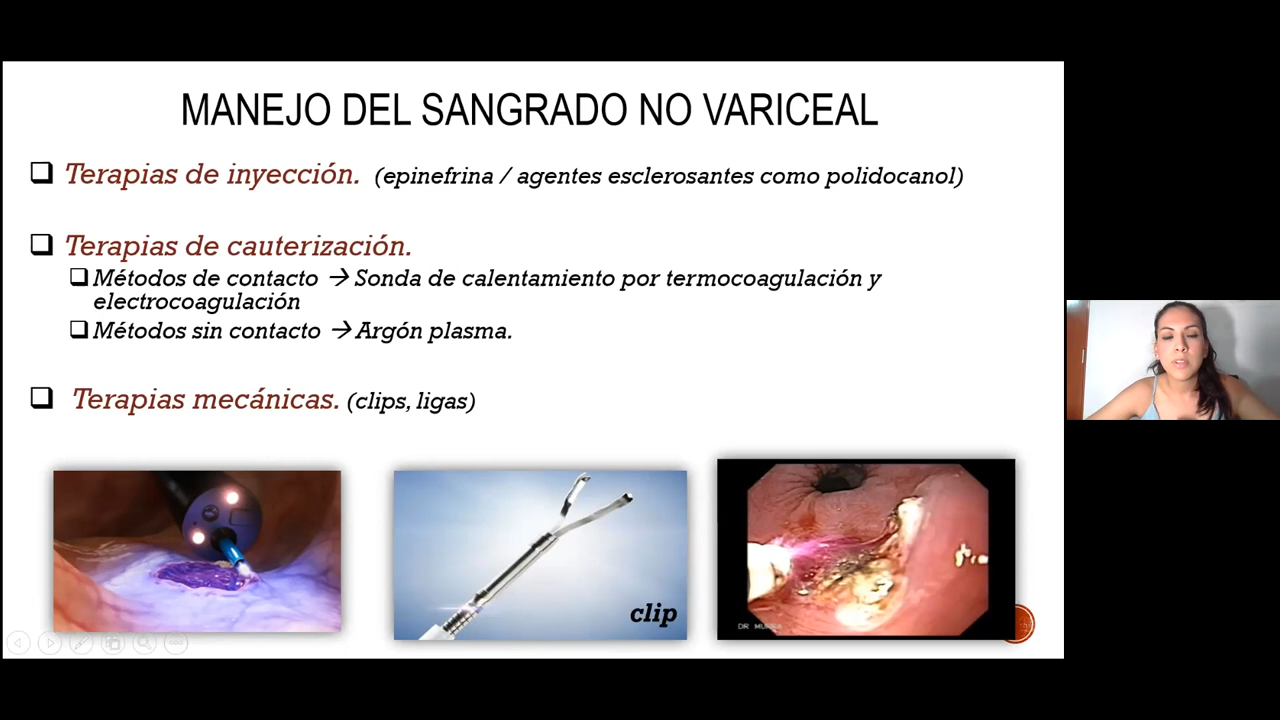 MANEJO DEL SANGRADO NO VARICEAL
❑ Terapias de inyección. (epinefrina / agentes esclerosantes como polidocanol)
❑ Terapias de cauterización.
❑ Métodos de contacto → Sonda de calentamiento por termocoagulación y
electrocoagulación
❑ Métodos sin contacto → Argón plasma.
❑ Terapias mecánicas. (clips, ligas)
clip
DR